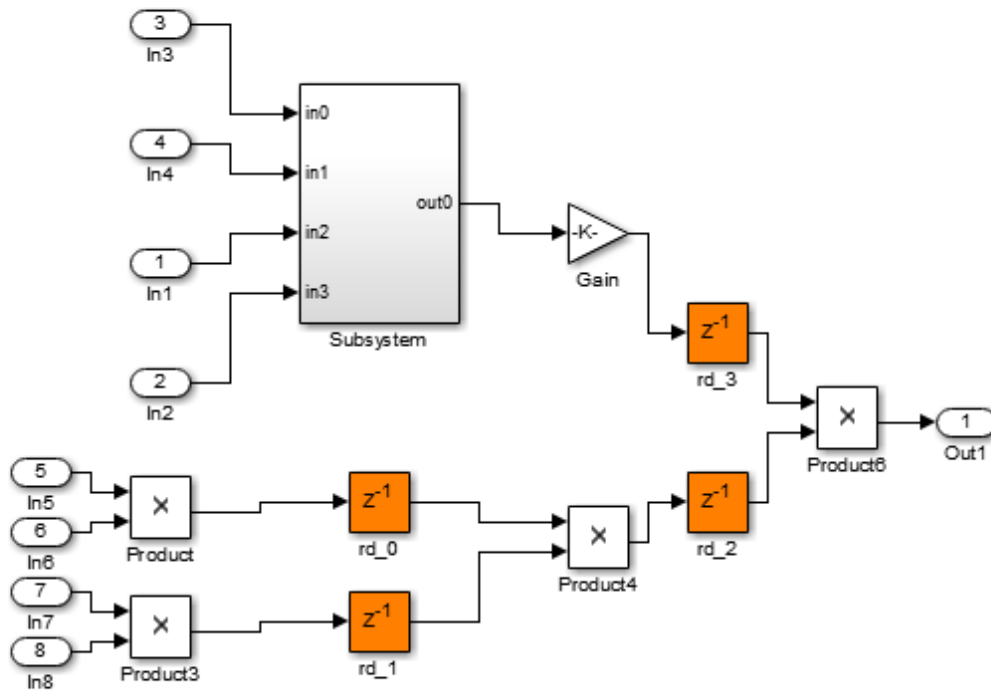 3
In3
4
In4
1
In1
2
In2
in0
in1
in2
in3
out0
Subsystem
-K-
Gain
z-1
rd_3
×
Product6
1
Out1
5
In5
6
In6
×
Product
z-1
rd_0
7
In7
8
In8
×
Product3
z-1
rd_1
×
Product4
z-1
rd_2